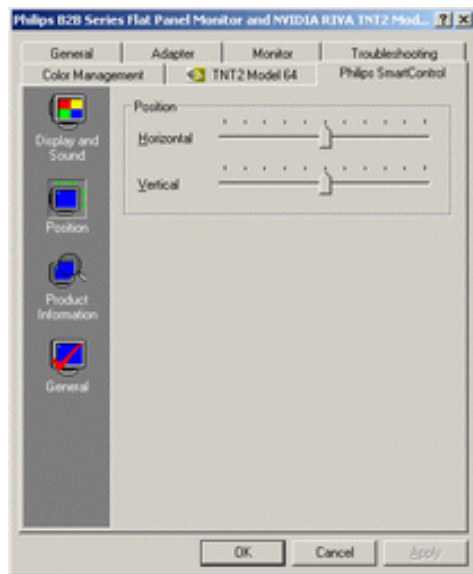 Philips B2B Series Flat Panel Monitor and NVIDIA RIVA TNT2 Mod...
General Adapter Monitor Troubleshooting
Color Management TNT2 Model 64 Philips SmartControl
Display and
Sound
Position
Product
Information
General
Position
Horizontal
Vertical
OK Cancel Apply